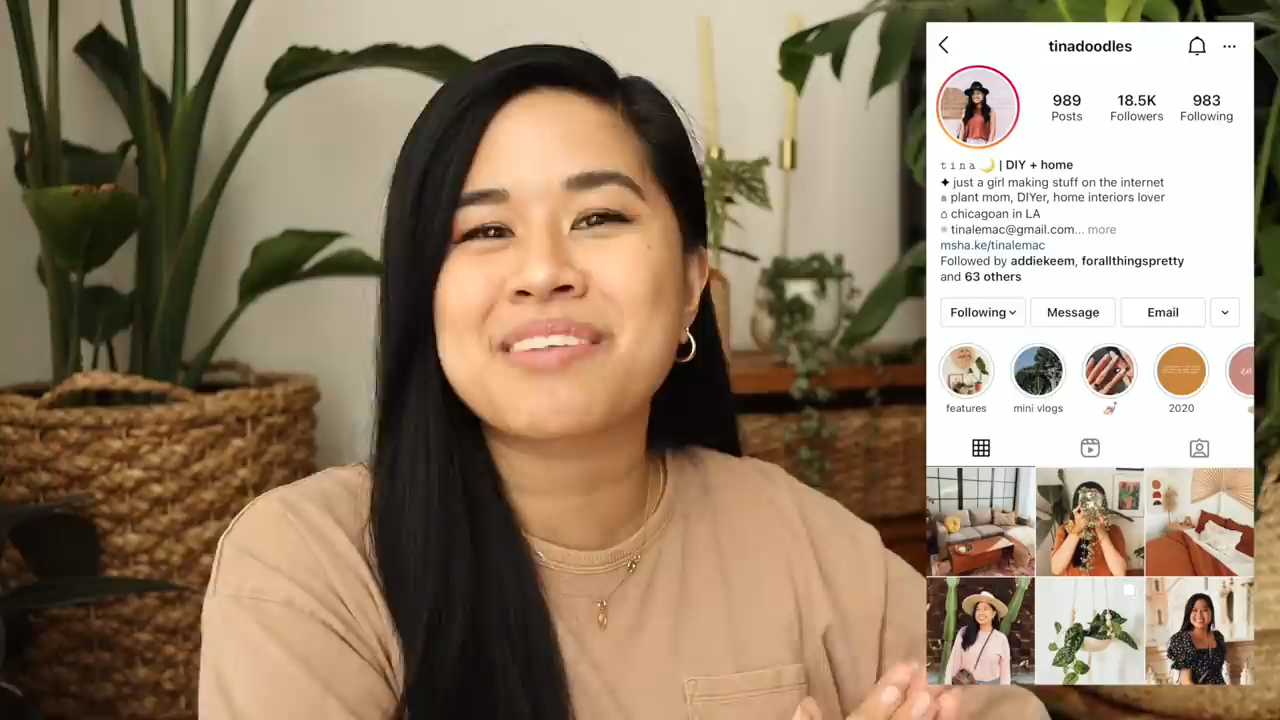 tinadoodles
989 18.5K 983
Posts Followers Following
t i n a 🌙 | DIY + home
✦ just a girl making stuff on the internet
plant mom, DIYer, home interiors lover
⌂ chicagoan in LA
tinalemac@gmail.com... more
msha.ke/tinalemac
Followed by addiekeem, forallthingspretty
and 63 others
Following Message Email
features mini vlogs 💅🏼 2020